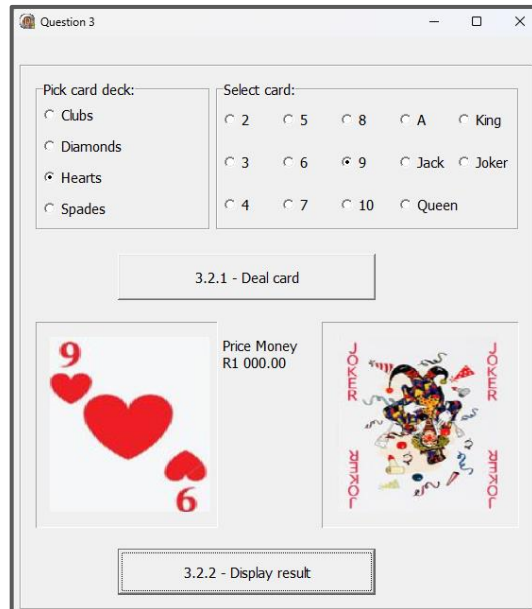 Question 3
Pick card deck:
Clubs
Diamonds
Hearts
Spades
Select card:
2 5 8 A King
3 6 9 Jack Joker
4 7 10 Queen
3.2.1 - Deal card
9
9
Price Money
R1 000.00
JOKER JOKER
JOKER JOKER
3.2.2 - Display result